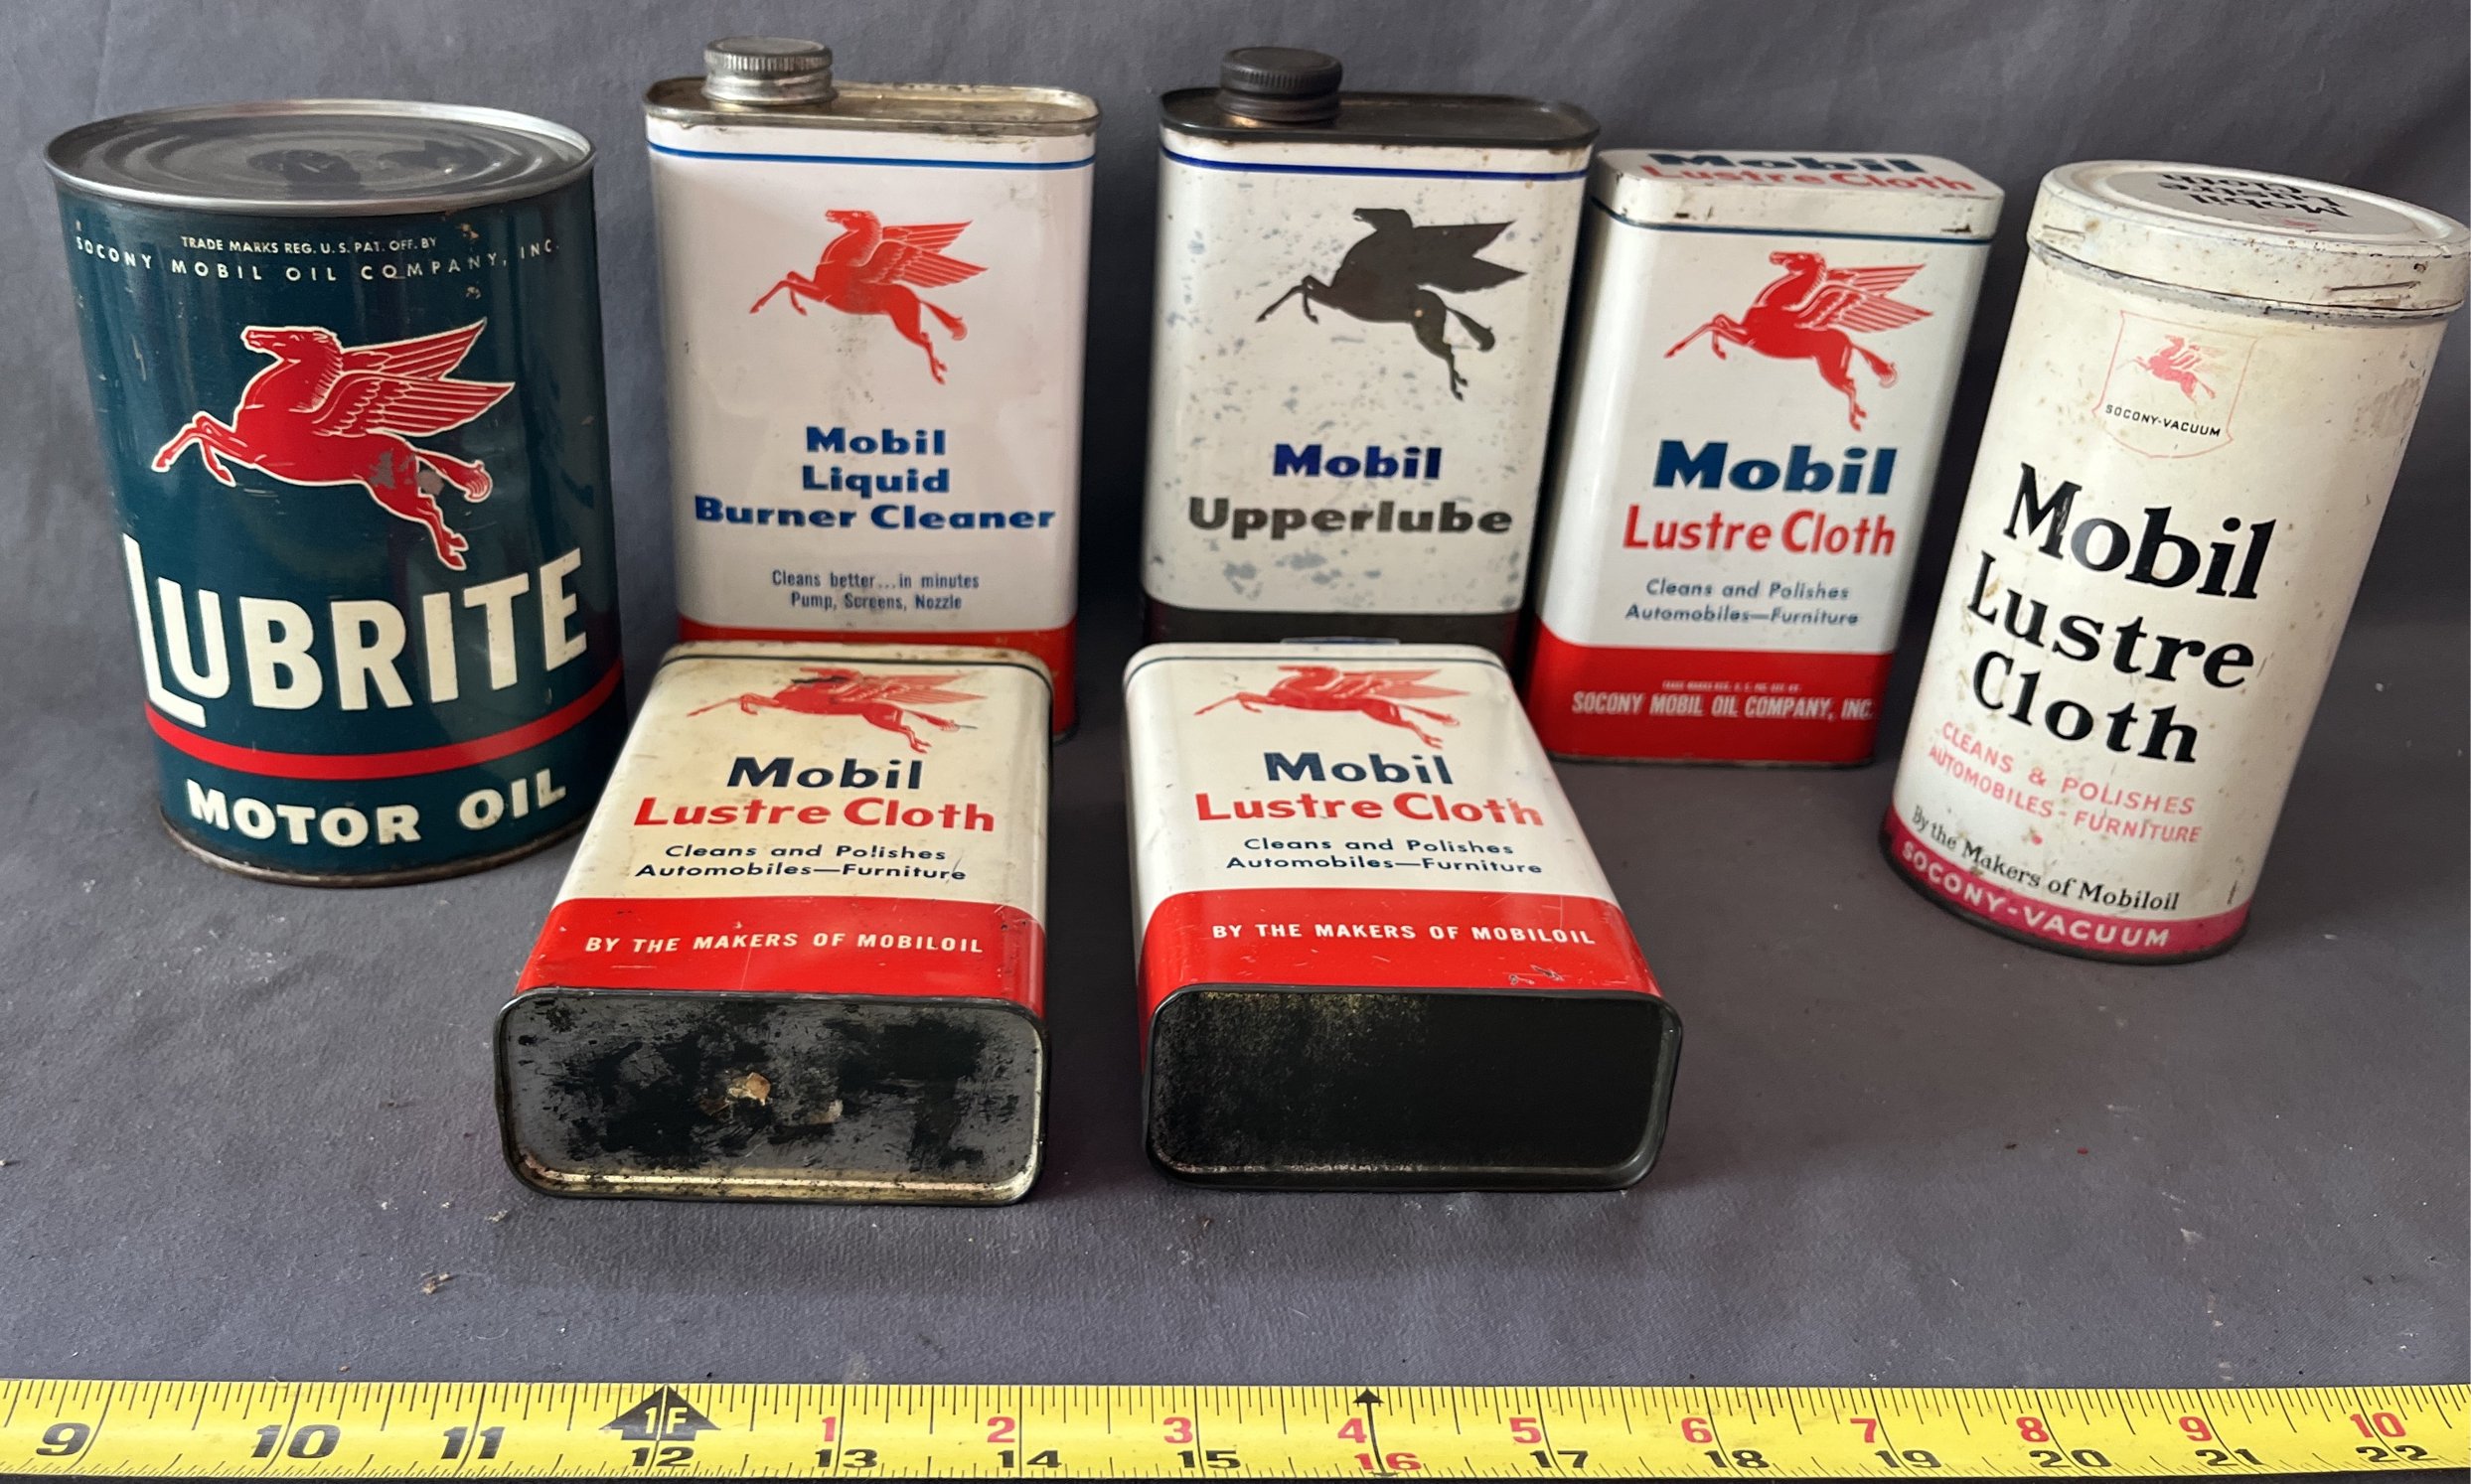 TRADE MARKS REG. U.S. PAT. OFF. BY
SOCONY MOBIL OIL COMPANY, INC.
LUBRITE
MOTOR OIL
Mobil
Liquid
Burner Cleaner
Cleans better...in minutes
Pump, Screens, Nozzle
Mobil
Upperlube
Mobil
Lustre Cloth
Mobil
Lustre Cloth
Cleans and Polishes
Automobiles—Furniture
SOCONY MOBIL OIL COMPANY, INC.
Mobil
Lustre
Cloth
SOCONY-VACUUM
Mobil
Lustre
Cloth
CLEANS & POLISHES
AUTOMOBILES-FURNITURE
By the Makers of Mobiloil
SOCONY-VACUUM
Mobil
Lustre Cloth
Cleans and Polishes
Automobiles—Furniture
BY THE MAKERS OF MOBILOIL
Mobil
Lustre Cloth
Cleans and Polishes
Automobiles—Furniture
BY THE MAKERS OF MOBILOIL
1F 1 2 3 4 5 6 7 8 9 10
9 10 11 12 13 14 15 16 17 18 19 20 21 22